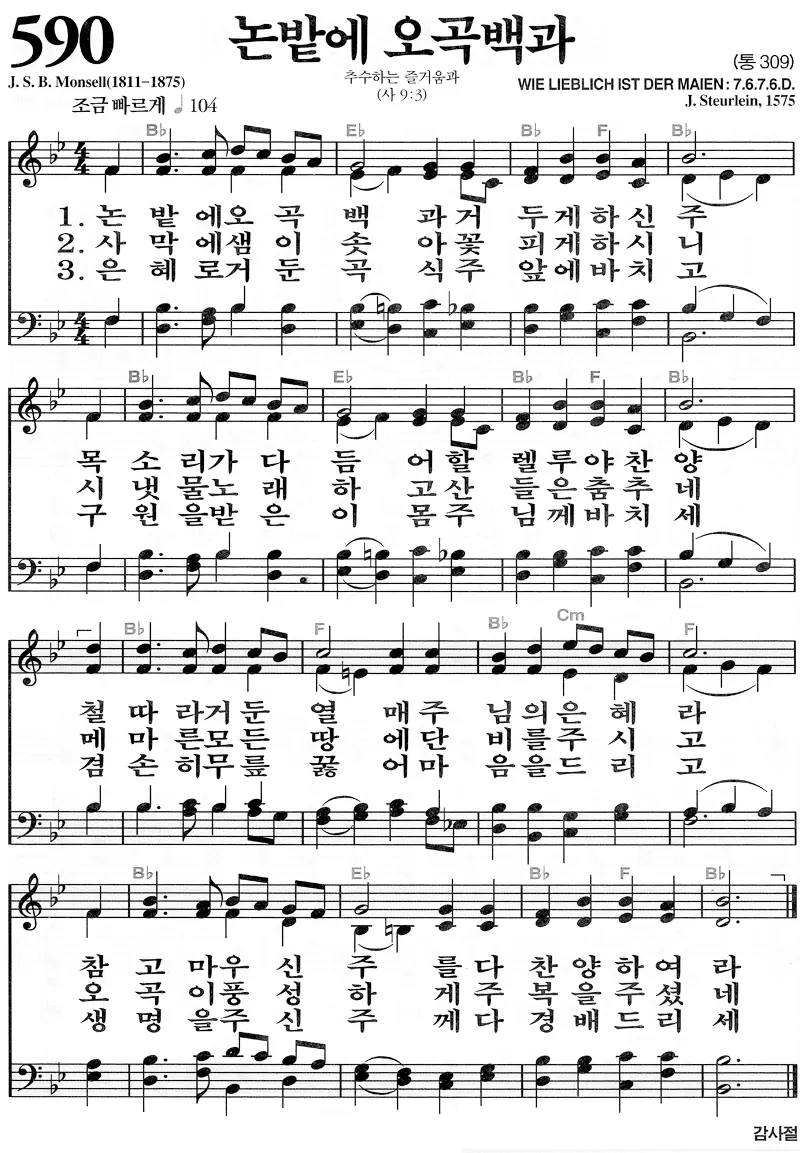 590 논밭에 오곡백과 (통 309)
J. S. B. Monsell(1811-1875) 추수하는 즐거움과 WIE LIEBLICH IST DER MAIEN : 7.6.7.6.D.
조금 빠르게 ♩ 104 (사 9:3) J. Steurlein, 1575
B♭ E♭ B♭ F B♭
1. 논 밭 에오 곡 백 과거 두게하신 주
2. 사 막 에샘 이 솟 아꽃 피게하시 니
3. 은 혜 로거 둔 곡 식주 앞에바치 고
B♭ E♭ B♭ F B♭
목 소 리가 다 듬 어할 렐루야찬 양
시 냇 물노 래 하 고산 들은춤추 네
구 원 을받 은 이 몸주 님께바치 세
B♭ F B♭ Cm F
철 따 라거 둔 열 매주 님의은혜 라
메 마 른모 든 땅 에단 비를주시 고
겸 손 히무 릎 꿇 어마 음을드리 고
B♭ E♭ B♭ F B♭
참 고 마우 신 주 를다 찬양하여 라
오 곡 이풍 성 하 게주 복을주셨 네
생 명 을주 신 주 께다 경배드리 세
감사절